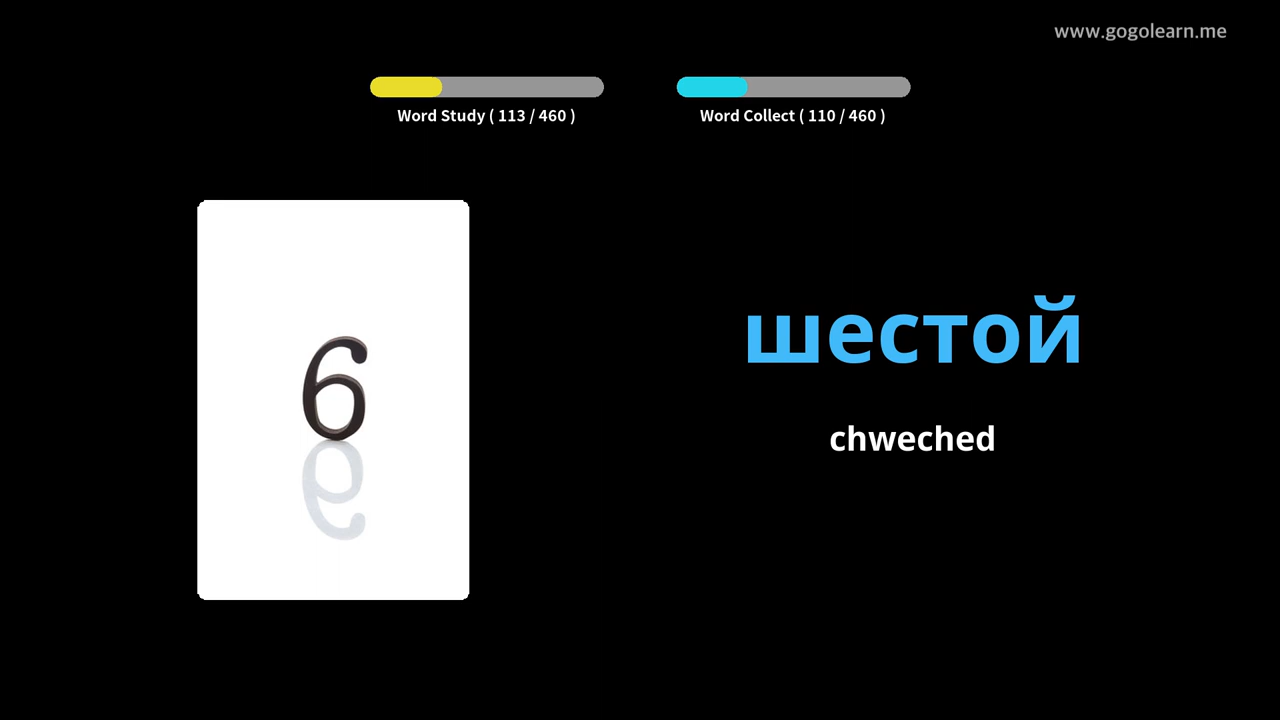 www.gogolearn.me
Word Study ( 113 / 460 )
Word Collect ( 110 / 460 )
6
шестой
chweched